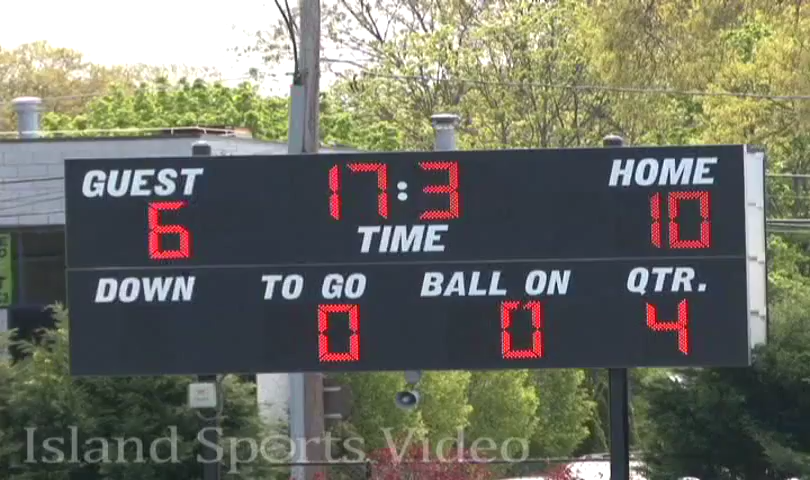 GUEST 17:3 HOME
6 TIME 10
DOWN TO GO BALL ON QTR.
0 0 4
Island Sports Video